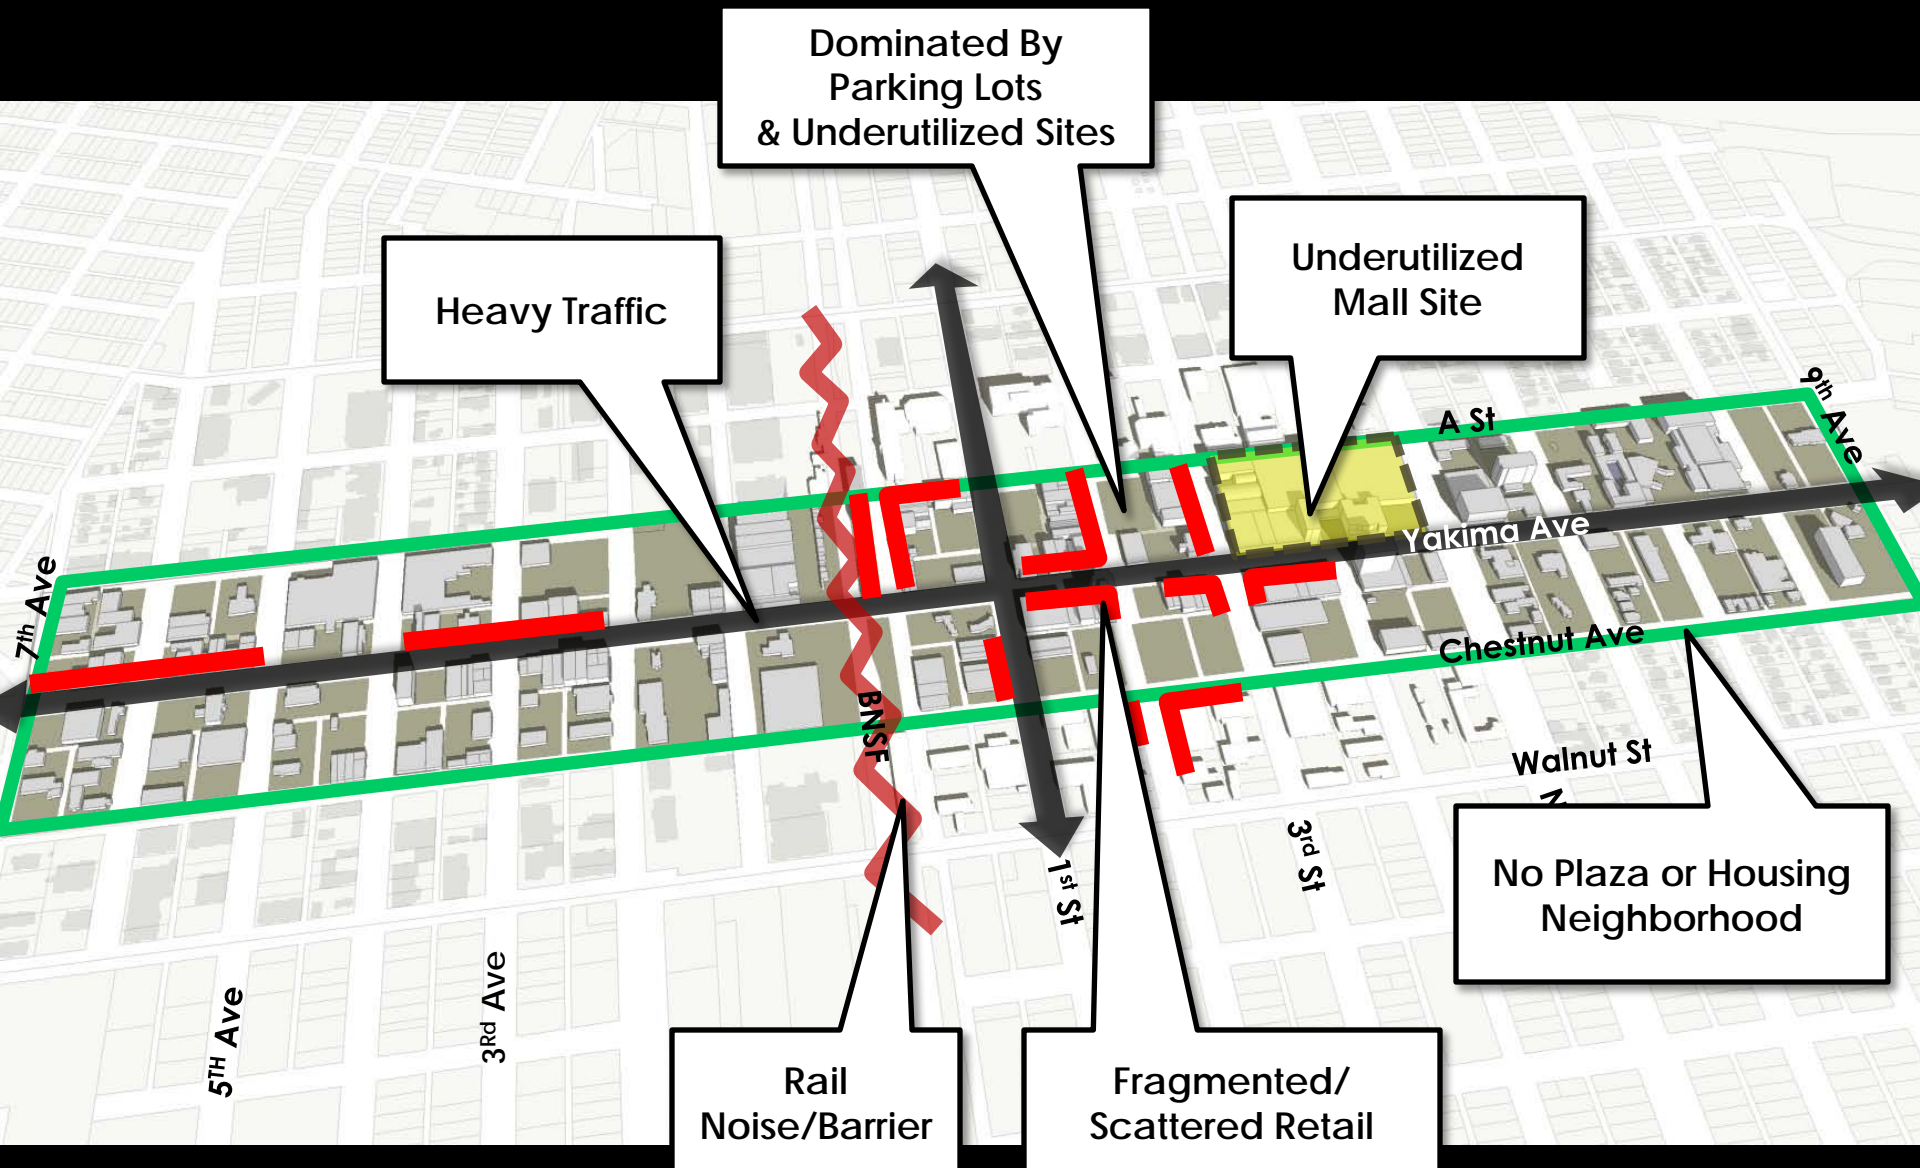 Dominated By
Parking Lots
& Underutilized Sites
Underutilized
Mall Site
Heavy Traffic
9th Ave
A St
Yakima Ave
7th Ave
Chestnut Ave
BNSF
Walnut St
N
3rd St
1st St
No Plaza or Housing
Neighborhood
3Rd Ave
5TH Ave
Rail
Noise/Barrier
Fragmented/
Scattered Retail